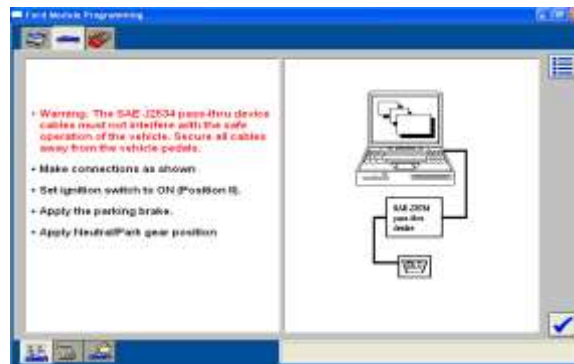 Ford Module Programming
• Warning: The SAE J2534 pass-thru device
cables must not interfere with the safe
operation of the vehicle. Secure all cables
away from the vehicle pedals.
• Make connections as shown
• Set ignition switch to ON (Position II).
• Apply the parking brake.
• Apply Neutral/Park gear position
SAE J2534
pass-thru
device